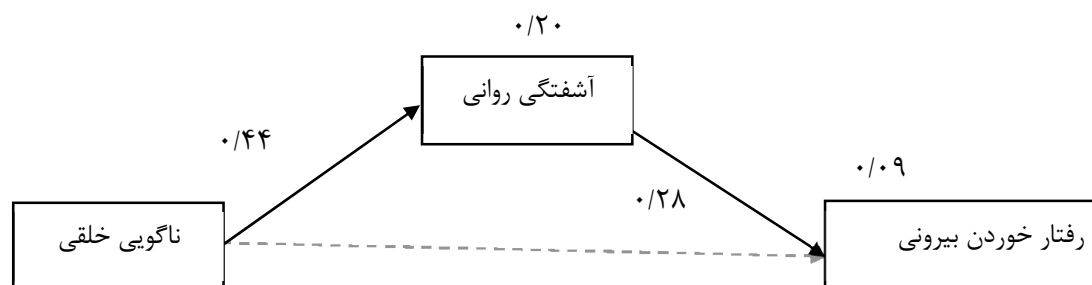 ۰/۲۰
آشفتگی روانی
۰/۴۴
۰/۰۹
۰/۲۸
ناگویی خلقی
رفتار خوردن بیرونی